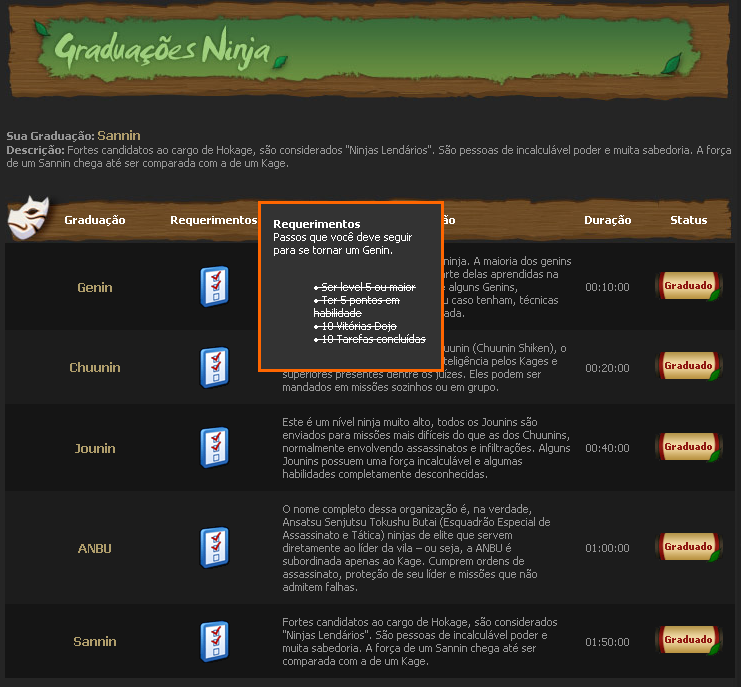 Graduações Ninja
Sua Graduação: Sannin
Descrição: Fortes candidatos ao cargo de Hokage, são considerados "Ninjas Lendários". São pessoas de incalculável poder e muita sabedoria. A força
de um Sannin chega até ser comparada com a de um Kage.
Graduação Requerimentos ão Duração Status
Requerimentos
Passos que você deve seguir
para se tornar um Genin.
• Ser level 5 ou maior
• Ter 5 pontos em
habilidade
• 10 Vitórias Dojo
• 10 Tarefas concluídas
Genin
ninja. A maioria dos genins
arte delas aprendidas na
e alguns Genins,
u caso tenham, técnicas
ada.
00:10:00
Graduado
Chuunin
uunin (Chuunin Shiken), o
teligência pelos Kages e
superiores presentes dentre os juízes. Eles podem ser
mandados em missões sozinhos ou em grupo.
00:20:00
Graduado
Jounin
Este é um nível ninja muito alto, todos os Jounins são
enviados para missões mais difíceis do que as dos Chuunins,
normalmente envolvendo assassinatos e infiltrações. Alguns
Jounins possuem uma força incalculável e algumas
habilidades completamente desconhecidas.
00:40:00
Graduado
ANBU
O nome completo dessa organização é, na verdade,
Ansatsu Senjutsu Tokushu Butai (Esquadrão Especial de
Assassinato e Tática) ninjas de elite que servem
diretamente ao líder da vila – ou seja, a ANBU é
subordinada apenas ao Kage. Cumprem ordens de
assassinato, proteção de seu líder e missões que não
admitem falhas.
01:00:00
Graduado
Sannin
Fortes candidatos ao cargo de Hokage, são considerados
"Ninjas Lendários". São pessoas de incalculável poder e
muita sabedoria. A força de um Sannin chega até ser
comparada com a de um Kage.
01:50:00
Graduado